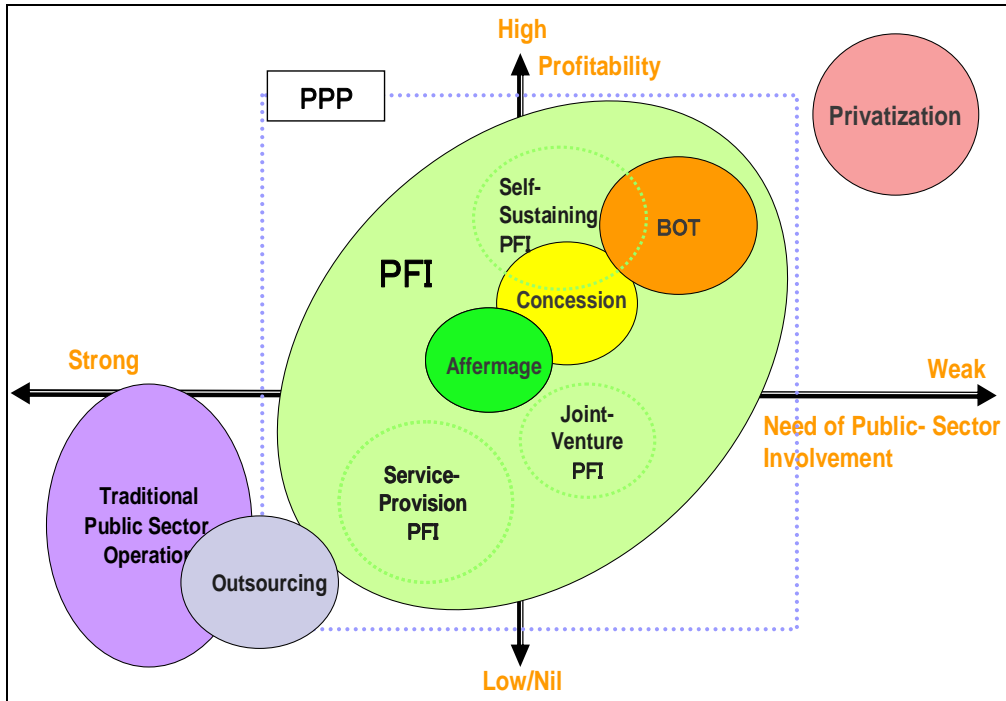 High
Profitability
PPP
Privatization
Self-
Sustaining
PFI
BOT
PFI
Concession
Strong
Affermage
Weak
Joint-
Venture
PFI
Need of Public- Sector
Involvement
Service-
Provision
PFI
Traditional
Public Sector
Operation
Outsourcing
Low/Nil